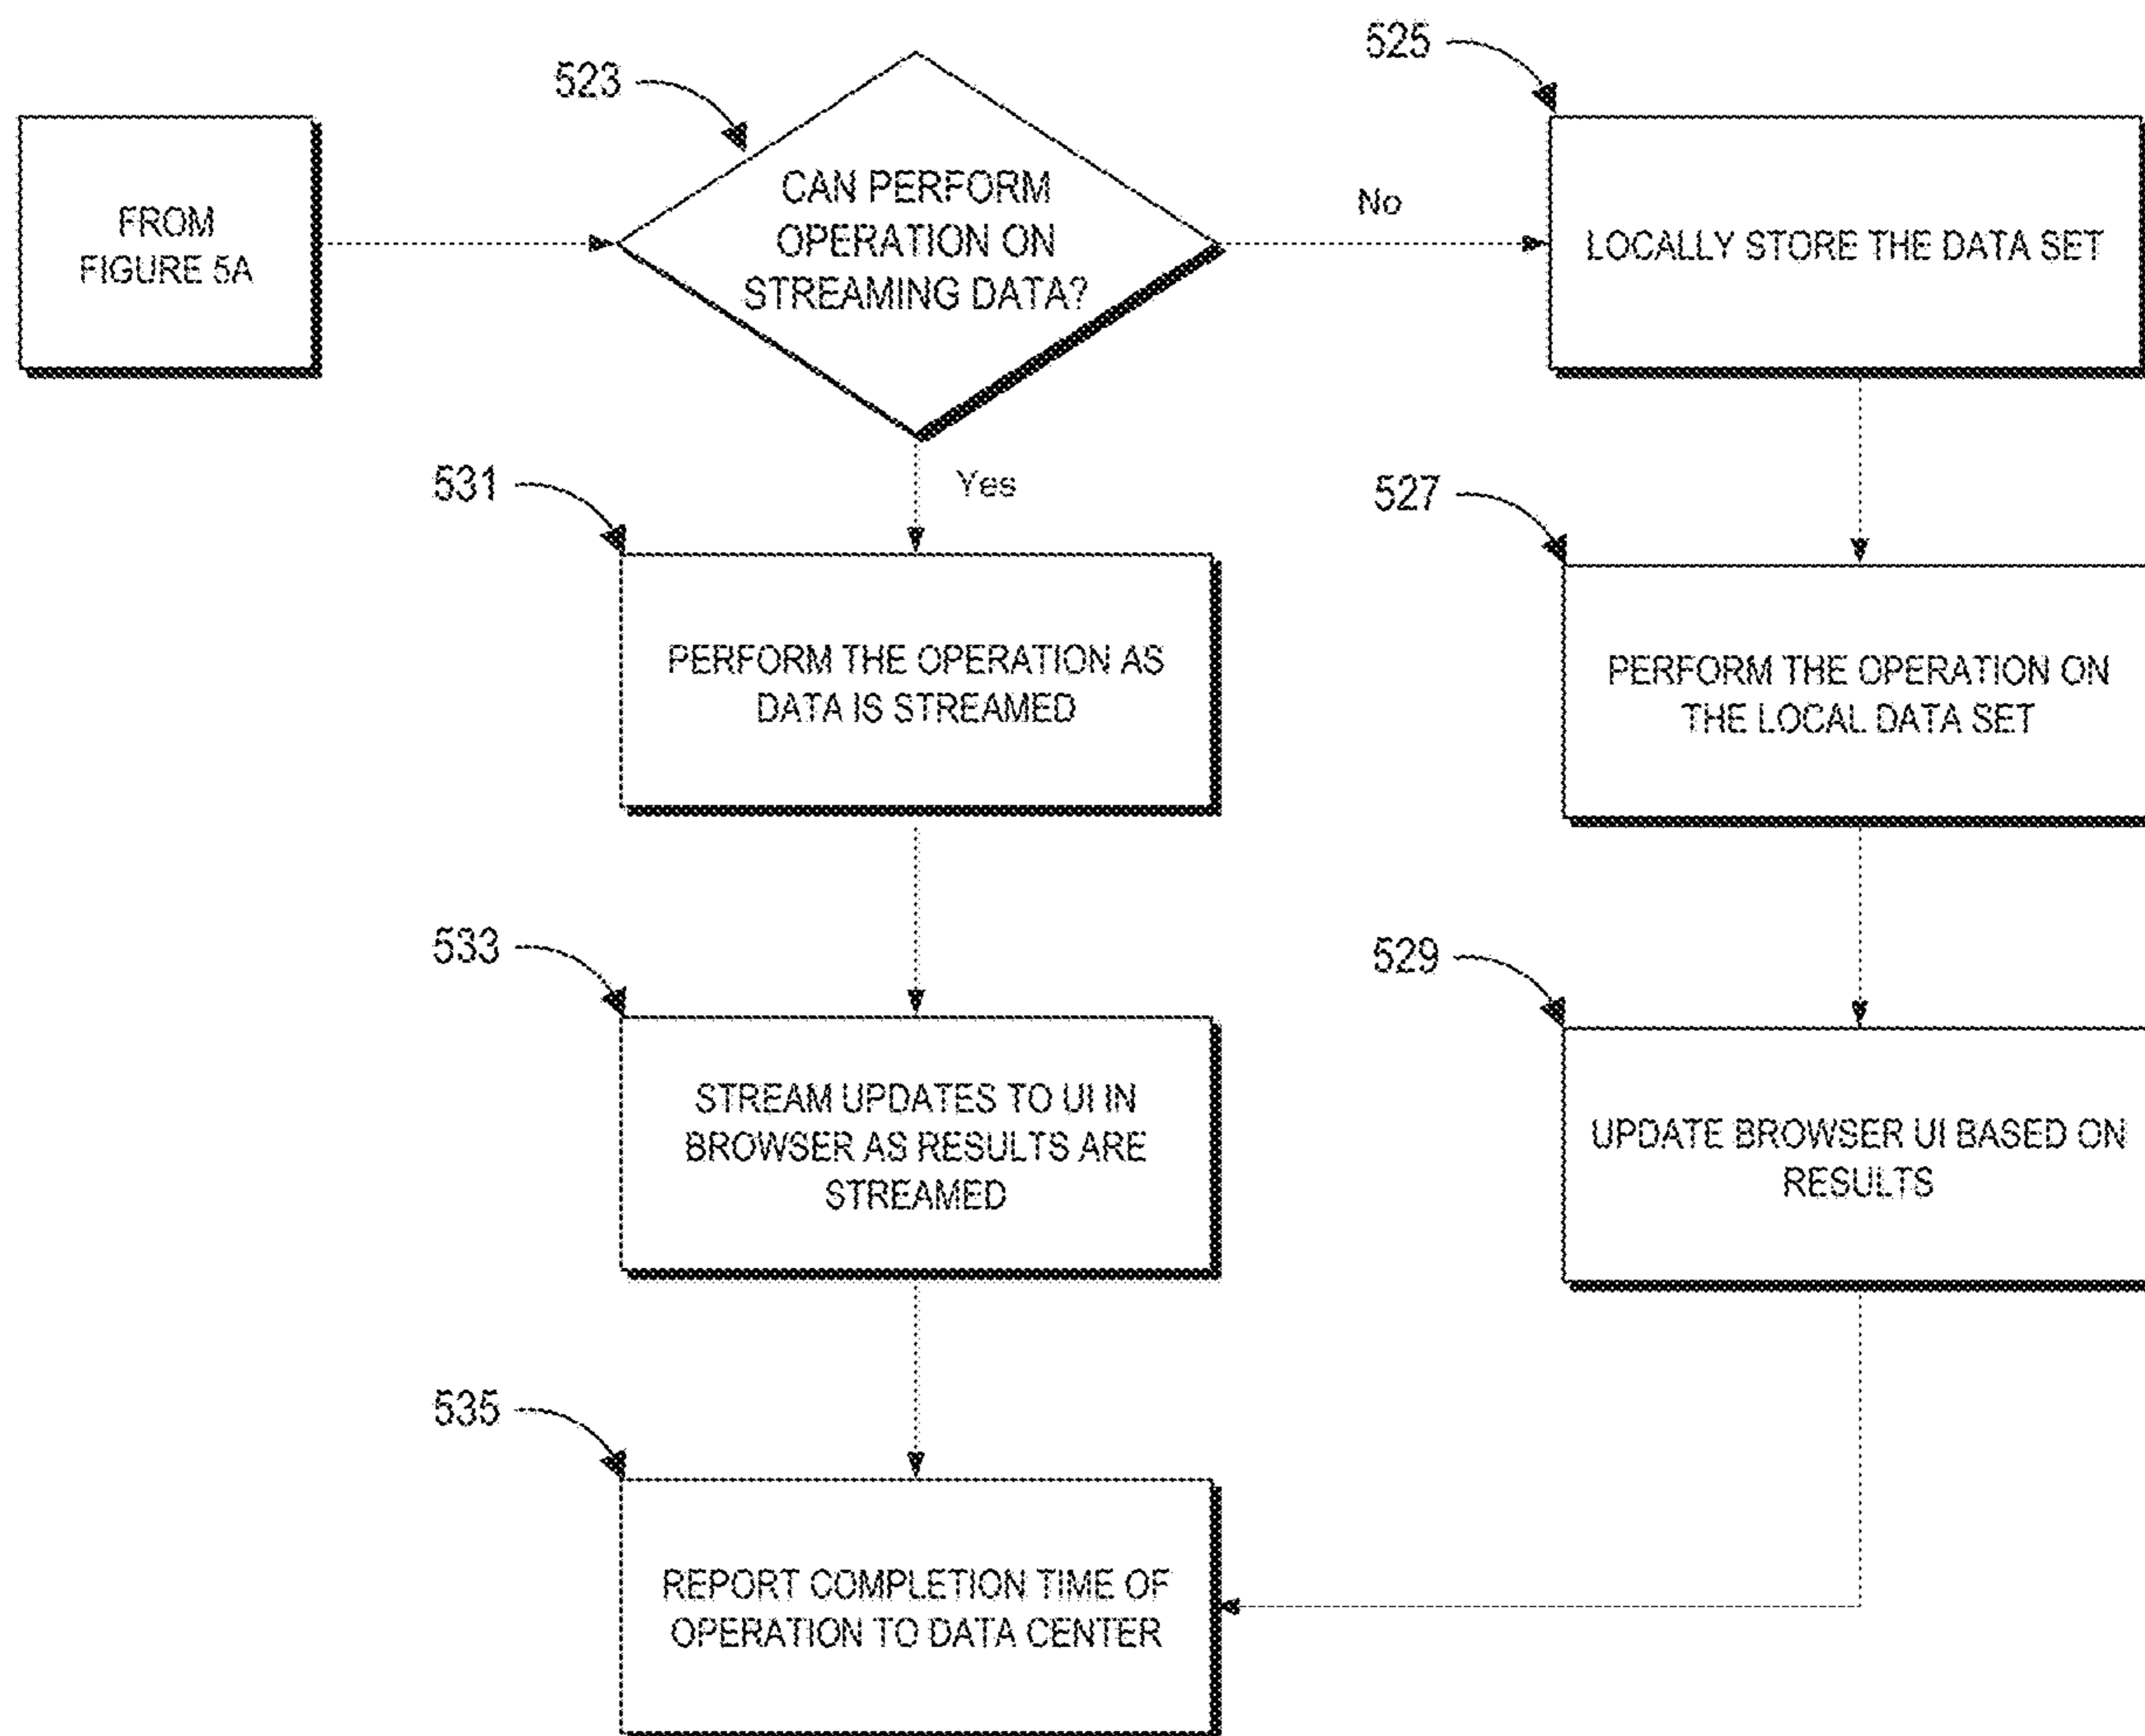 523
525
FROM
FIGURE 5A
CAN PERFORM
OPERATION ON
STREAMING DATA?
No
LOCALLY STORE THE DATA SET
531
Yes
527
PERFORM THE OPERATION AS
DATA IS STREAMED
PERFORM THE OPERATION ON
THE LOCAL DATA SET
533
529
STREAM UPDATES TO UI IN
BROWSER AS RESULTS ARE
STREAMED
UPDATE BROWSER UI BASED ON
RESULTS
535
REPORT COMPLETION TIME OF
OPERATION TO DATA CENTER